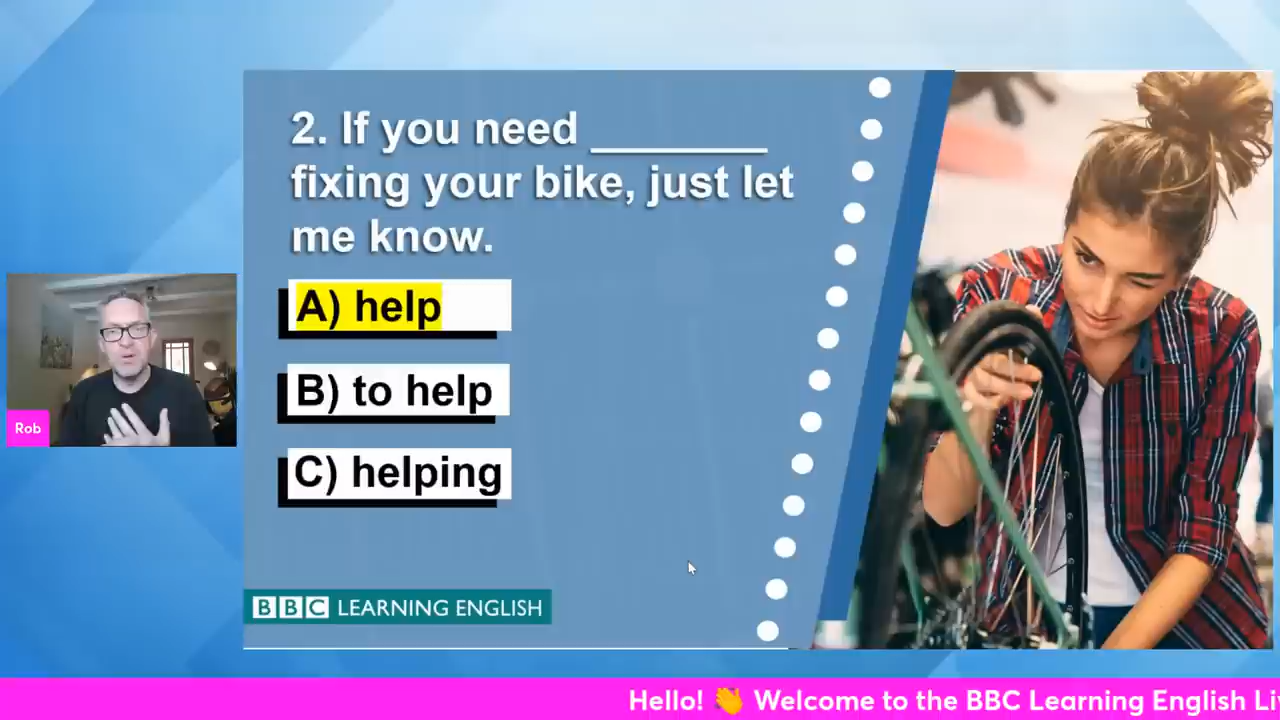 2. If you need ________
fixing your bike, just let
me know.
A) help
B) to help
C) helping
Rob
BBC LEARNING ENGLISH
Hello! 👋 Welcome to the BBC Learning English Li